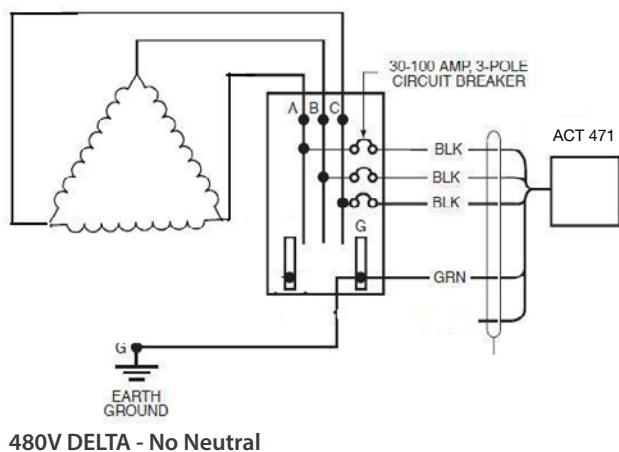 30-100 AMP, 3-POLE
CIRCUIT BREAKER
A B C
ACT 471
BLK
BLK
BLK
G
GRN
G
EARTH
GROUND
480V DELTA - No Neutral